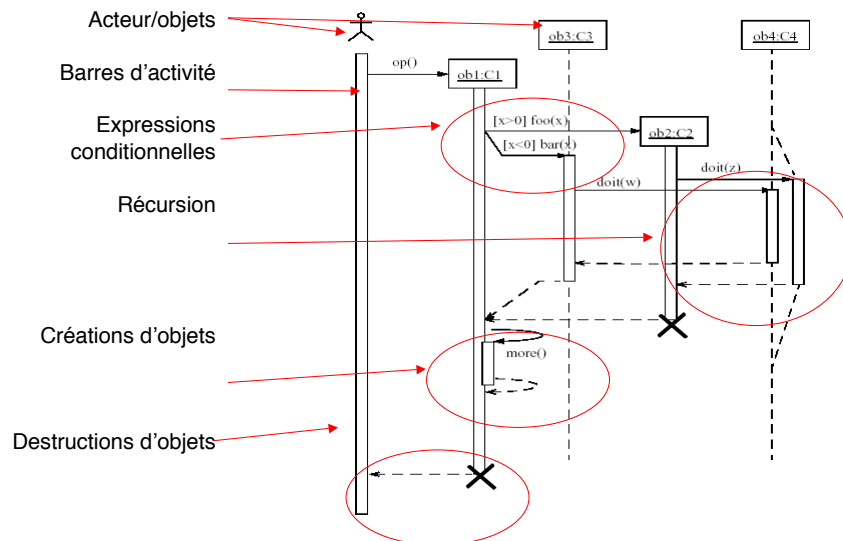 Acteur/objets
ob3:C3
ob4:C4
Barres d'activité
op()
ob1:C1
Expressions
conditionnelles
[x>0] foo(x)
ob2:C2
[x<0] bar(x)
doit(z)
doit(w)
Récursion
Créations d'objets
more()
Destructions d'objets